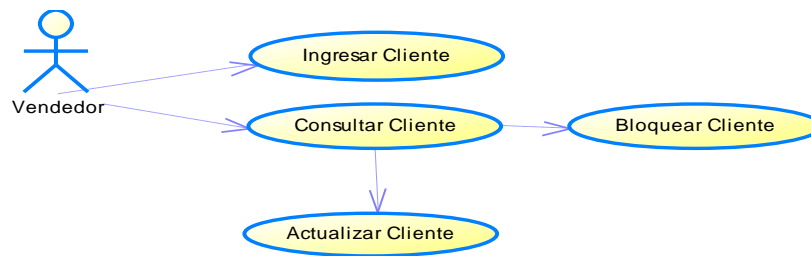 Ingresar Cliente
Vendedor
Consultar Cliente
Bloquear Cliente
Actualizar Cliente